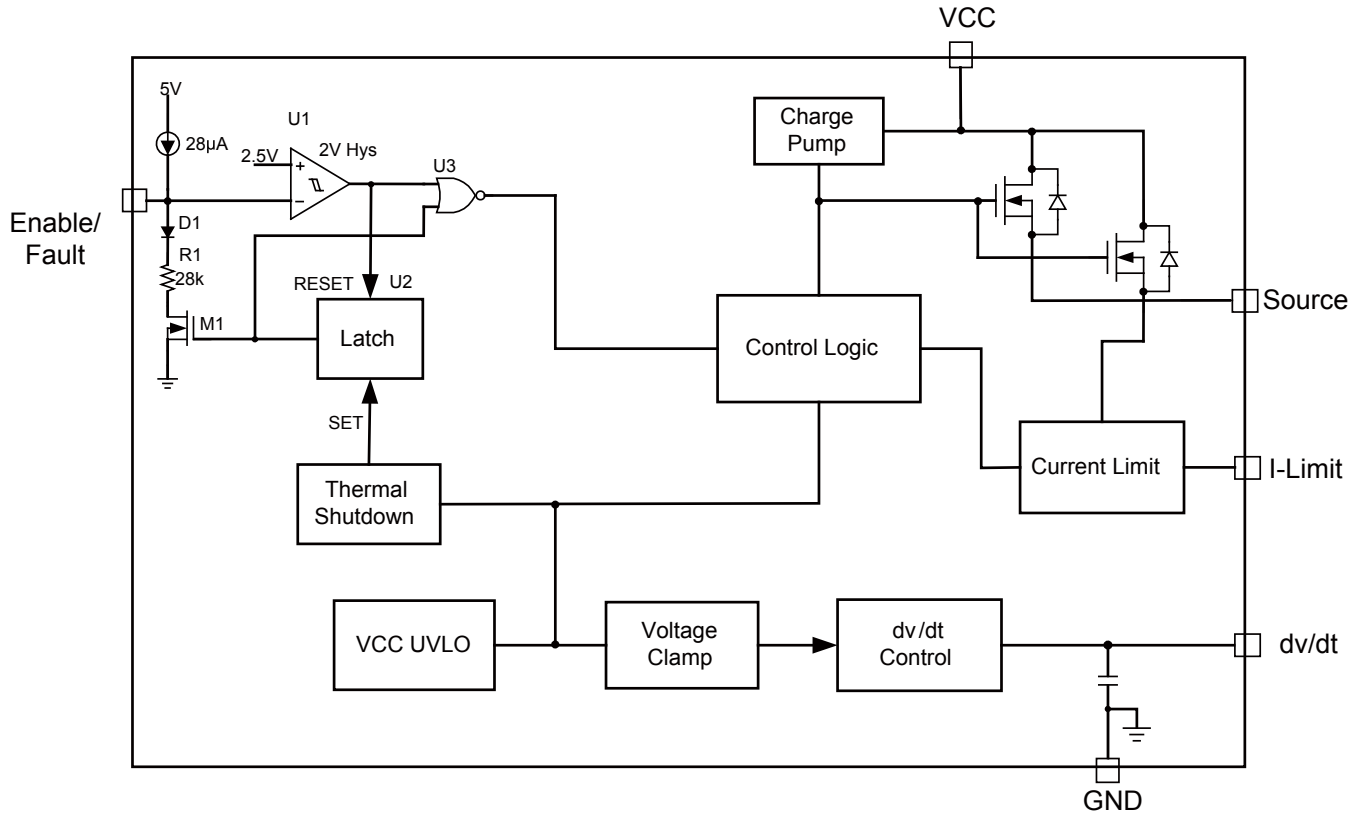 VCC
5V
28µA
U1
2V Hys
2.5V
+
−
U3
Charge
Pump
Enable/
Fault
D1
R1
28k
M1
RESET
U2
Latch
SET
Control Logic
Source
Thermal
Shutdown
Current Limit
I-Limit
VCC UVLO
Voltage
Clamp
dv/dt
Control
dv/dt
GND